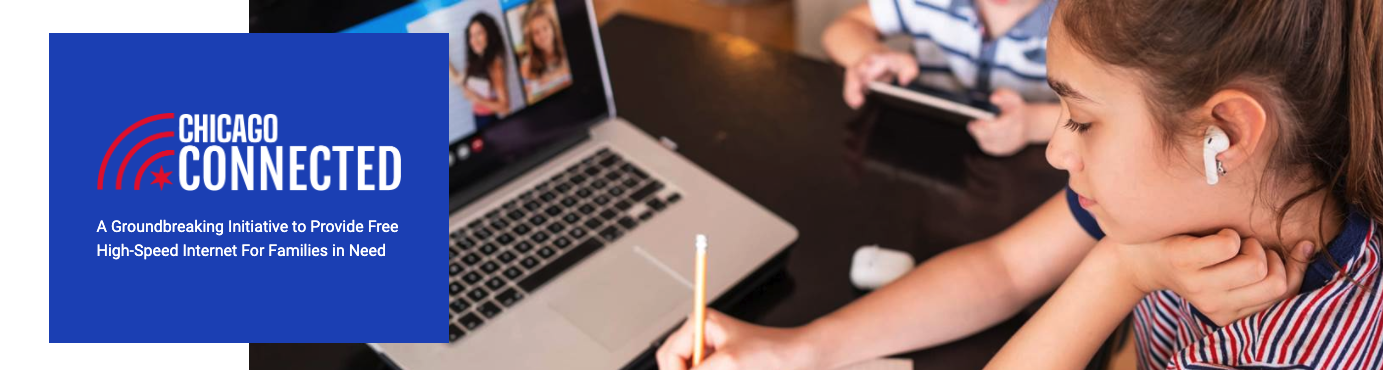 CHICAGO
CONNECTED
A Groundbreaking Initiative to Provide Free
High-Speed Internet For Families in Need